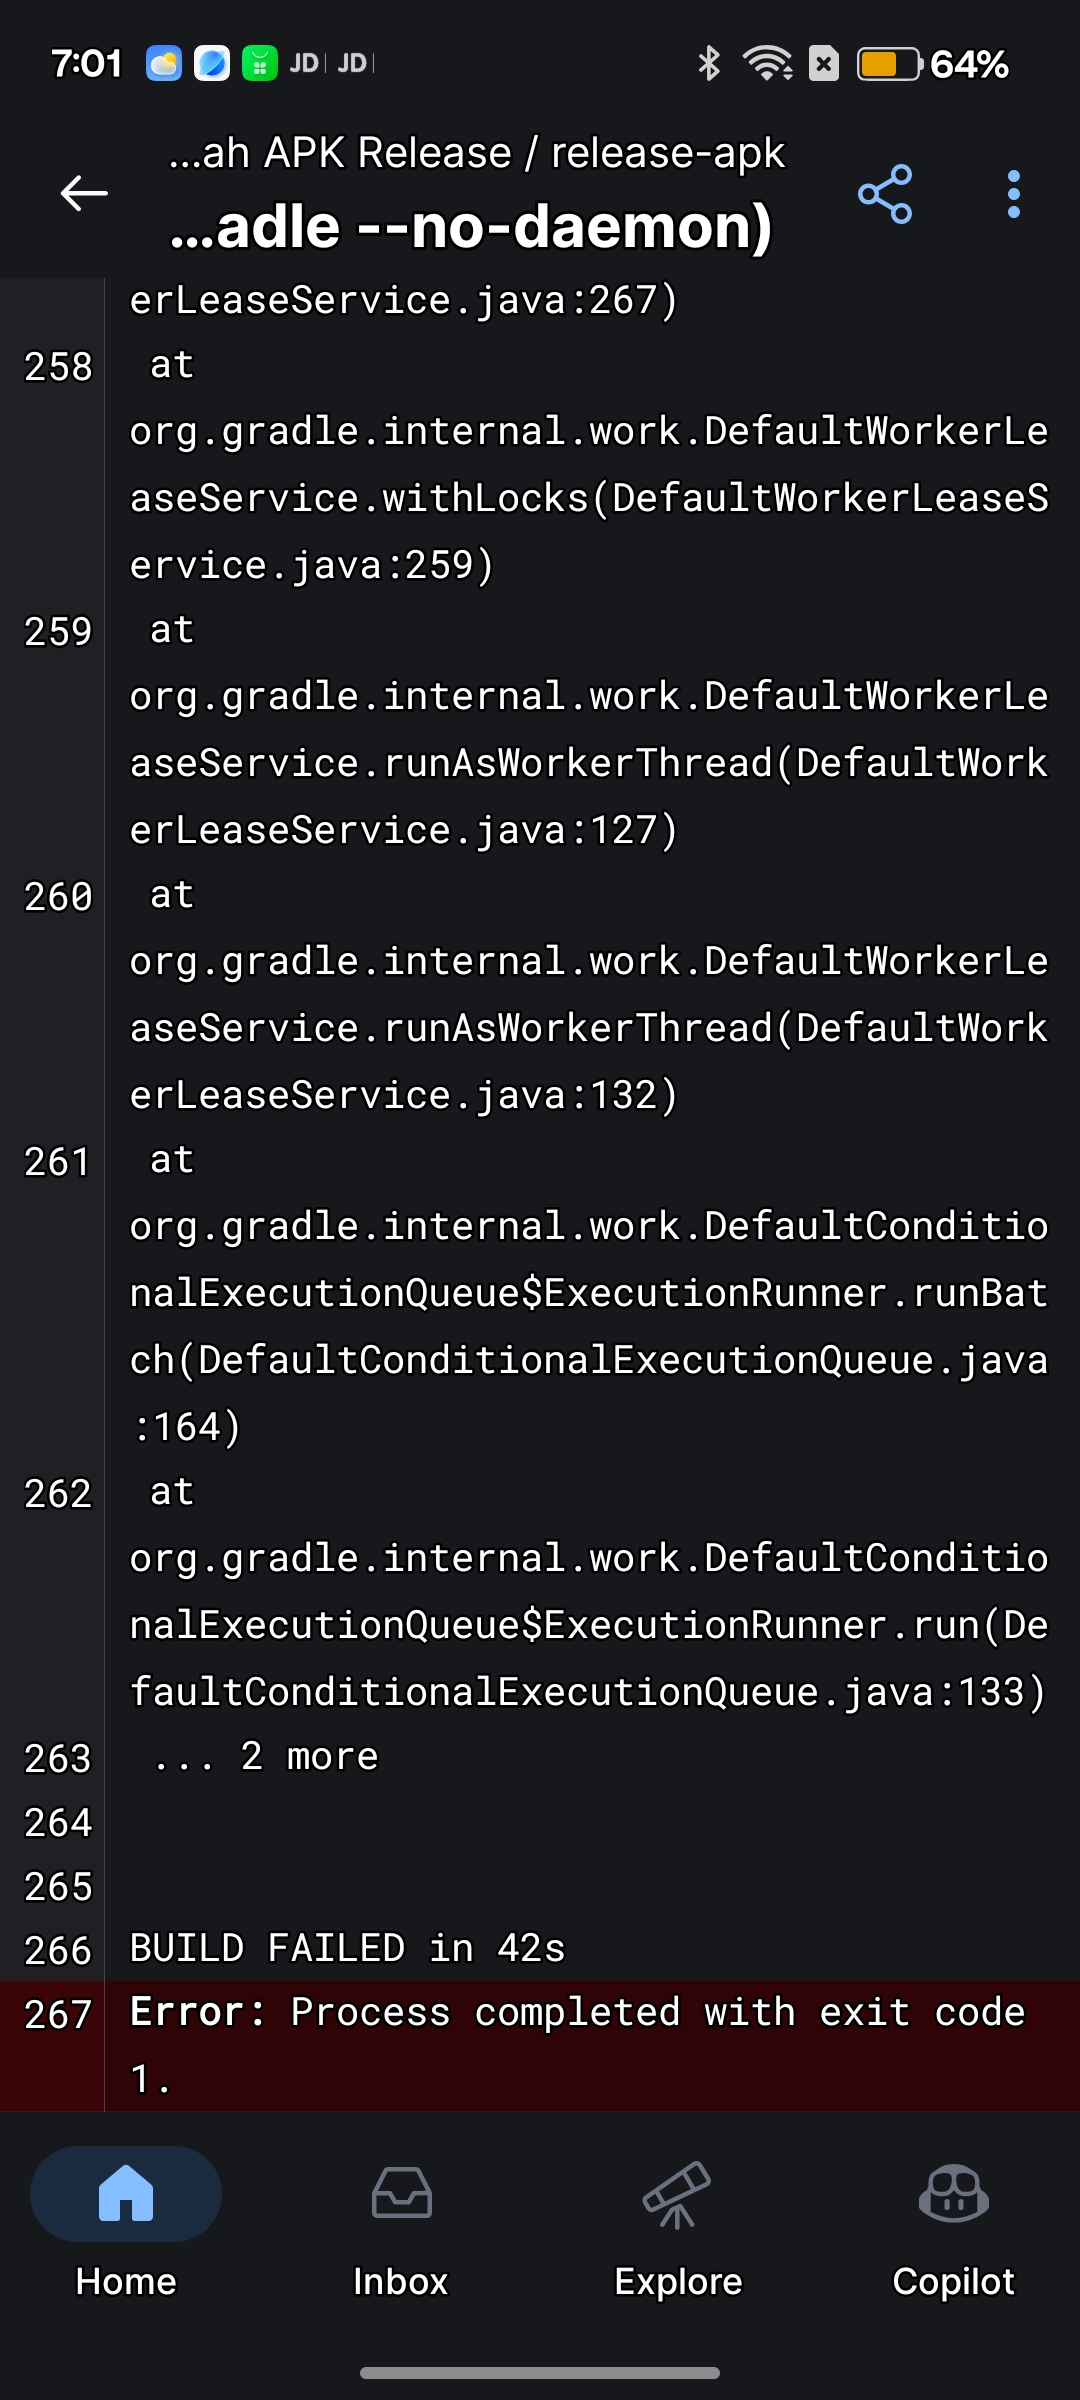 7:01 JD JD 64%
...ah APK Release / release-apk
...adle --no-daemon)
erLeaseService.java:267)
258 at
org.gradle.internal.work.DefaultWorkerLe
aseService.withLocks(DefaultWorkerLeaseS
ervice.java:259)
259 at
org.gradle.internal.work.DefaultWorkerLe
aseService.runAsWorkerThread(DefaultWork
erLeaseService.java:127)
260 at
org.gradle.internal.work.DefaultWorkerLe
aseService.runAsWorkerThread(DefaultWork
erLeaseService.java:132)
261 at
org.gradle.internal.work.DefaultConditio
nalExecutionQueue$ExecutionRunner.runBat
ch(DefaultConditionalExecutionQueue.java
:164)
262 at
org.gradle.internal.work.DefaultConditio
nalExecutionQueue$ExecutionRunner.run(De
faultConditionalExecutionQueue.java:133)
263 ... 2 more
264
265
266 BUILD FAILED in 42s
267 Error: Process completed with exit code
1.
Home Inbox Explore Copilot